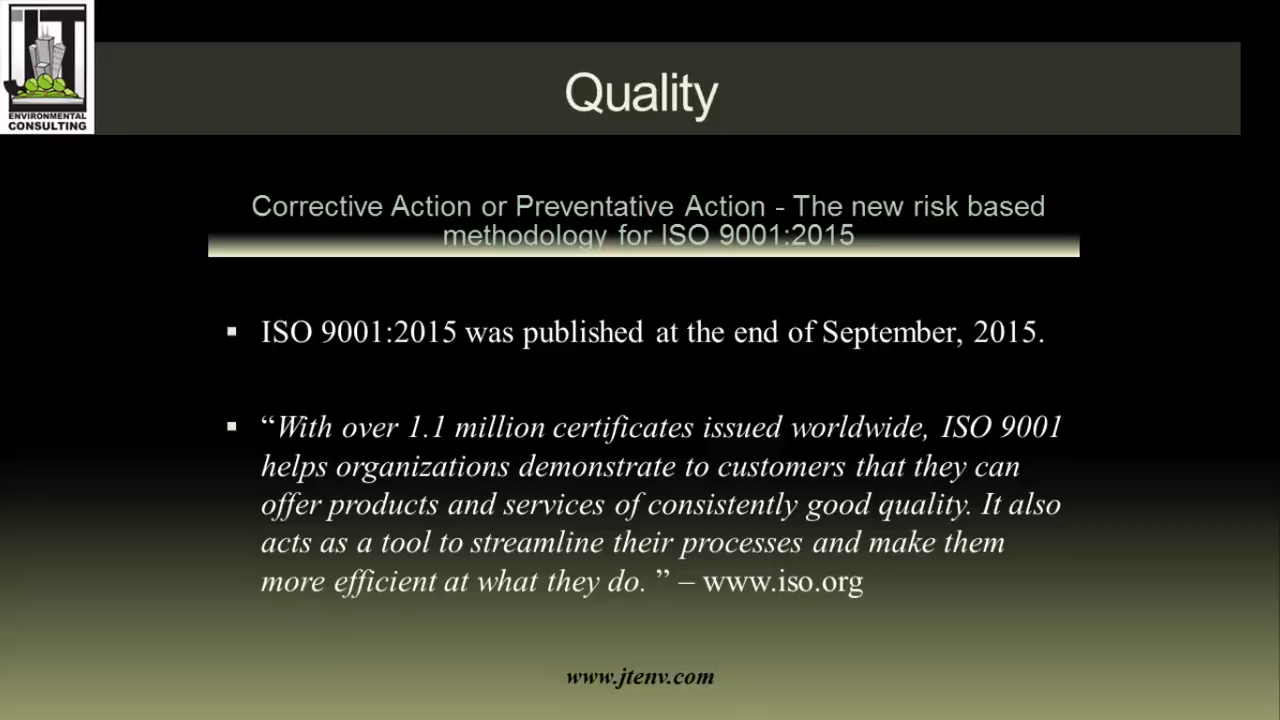 JT
ENVIRONMENTAL
CONSULTING
Quality
Corrective Action or Preventative Action - The new risk based
methodology for ISO 9001:2015
▪ ISO 9001:2015 was published at the end of September, 2015.
▪ “With over 1.1 million certificates issued worldwide, ISO 9001
helps organizations demonstrate to customers that they can
offer products and services of consistently good quality. It also
acts as a tool to streamline their processes and make them
more efficient at what they do. ” – www.iso.org
www.jtenv.com